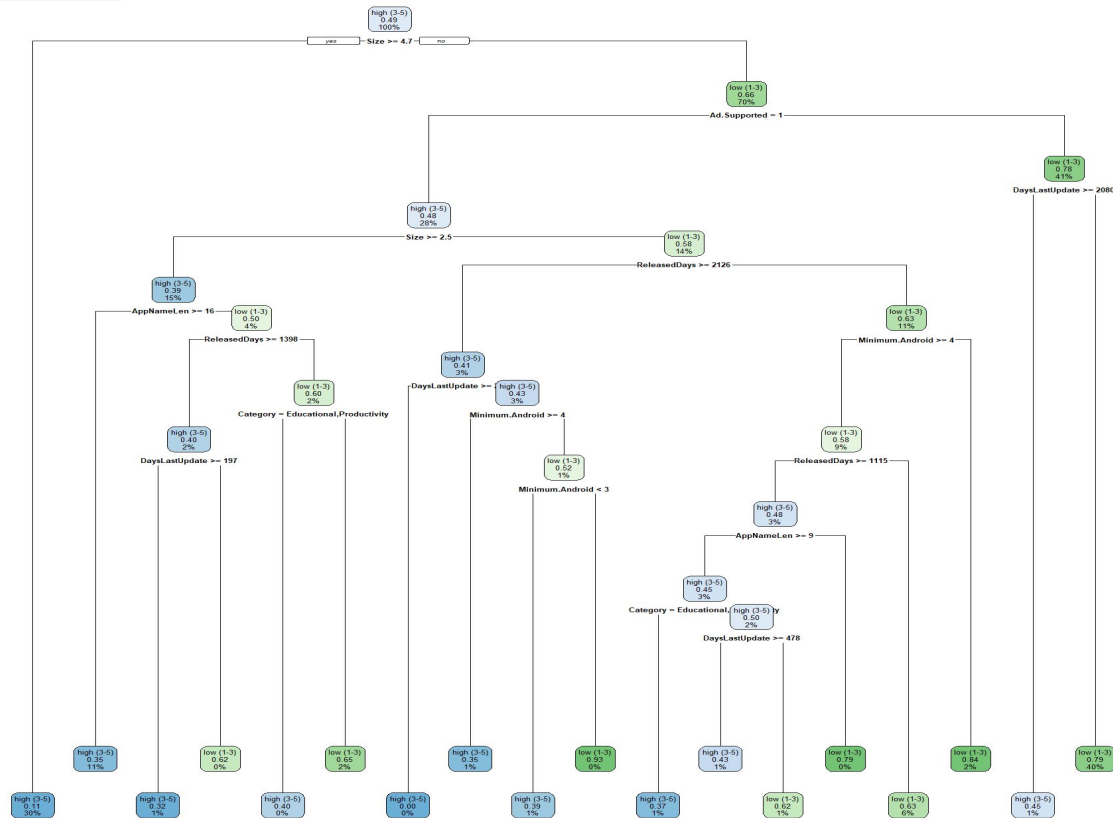 high (3-5)
0.49
100%
yes
Size >= 4.7
no
low (1-3)
0.66
70%
Ad.Supported = 1
low (1-3)
0.78
41%
DaysLastUpdate >= 2080
high (3-5)
0.48
28%
Size >= 2.5
low (1-3)
0.58
14%
ReleasedDays >= 2126
high (3-5)
0.39
15%
AppNameLen >= 16
low (1-3)
0.50
4%
ReleasedDays >= 1398
low (1-3)
0.63
11%
Minimum.Android >= 4
high (3-5)
0.41
3%
DaysLastUpdate >=
high (3-5)
0.43
3%
Minimum.Android >= 4
low (1-3)
0.60
2%
Category = Educational,Productivity
high (3-5)
0.40
2%
DaysLastUpdate >= 197
low (1-3)
0.58
9%
ReleasedDays >= 1115
low (1-3)
0.52
1%
Minimum.Android < 3
high (3-5)
0.48
3%
AppNameLen >= 9
high (3-5)
0.45
3%
Category = Educational,
high (3-5)
0.50
2%
DaysLastUpdate >= 478
high (3-5)
0.35
11%
low (1-3)
0.62
0%
low (1-3)
0.65
2%
high (3-5)
0.35
1%
low (1-3)
0.93
0%
high (3-5)
0.43
1%
low (1-3)
0.79
0%
low (1-3)
0.84
2%
low (1-3)
0.79
40%
high (3-5)
0.11
30%
high (3-5)
0.32
1%
high (3-5)
0.40
0%
high (3-5)
0.00
0%
high (3-5)
0.39
1%
high (3-5)
0.37
1%
low (1-3)
0.62
1%
low (1-3)
0.63
6%
high (3-5)
0.45
1%